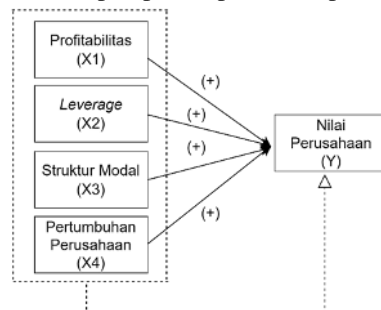 Profitabilitas
(X1)
(+)
Leverage
(X2)
(+)
Nilai
Perusahaan
(Y)
(+)
Struktur Modal
(X3)
(+)
Pertumbuhan
Perusahaan
(X4)